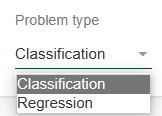 Problem type
Classification
Classification
Regression